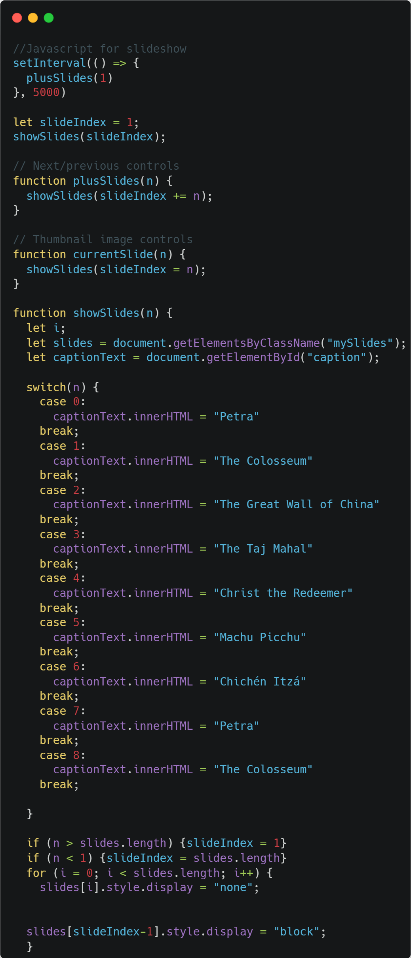 //Javascript for slideshow
setInterval(() => {
  plusSlides(1)
}, 5000)

let slideIndex = 1;
showSlides(slideIndex);

// Next/previous controls
function plusSlides(n) {
  showSlides(slideIndex += n);
}

// Thumbnail image controls
function currentSlide(n) {
  showSlides(slideIndex = n);
}

function showSlides(n) {
  let i;
  let slides = document.getElementsByClassName("mySlides");
  let captionText = document.getElementById("caption");

  switch(n) {
    case 0:
      captionText.innerHTML = "Petra"
    break;
    case 1:
      captionText.innerHTML = "The Colosseum"
    break;
    case 2:
      captionText.innerHTML = "The Great Wall of China"
    break;
    case 3:
      captionText.innerHTML = "The Taj Mahal"
    break;
    case 4:
      captionText.innerHTML = "Christ the Redeemer"
    break;
    case 5:
      captionText.innerHTML = "Machu Picchu"
    break;
    case 6:
      captionText.innerHTML = "Chichén Itzá"
    break;
    case 7:
      captionText.innerHTML = "Petra"
    break;
    case 8:
      captionText.innerHTML = "The Colosseum"
    break;

  }

  if (n > slides.length) {slideIndex = 1}
  if (n < 1) {slideIndex = slides.length}
  for (i = 0; i < slides.length; i++) {
    slides[i].style.display = "none";


  slides[slideIndex-1].style.display = "block";
  }